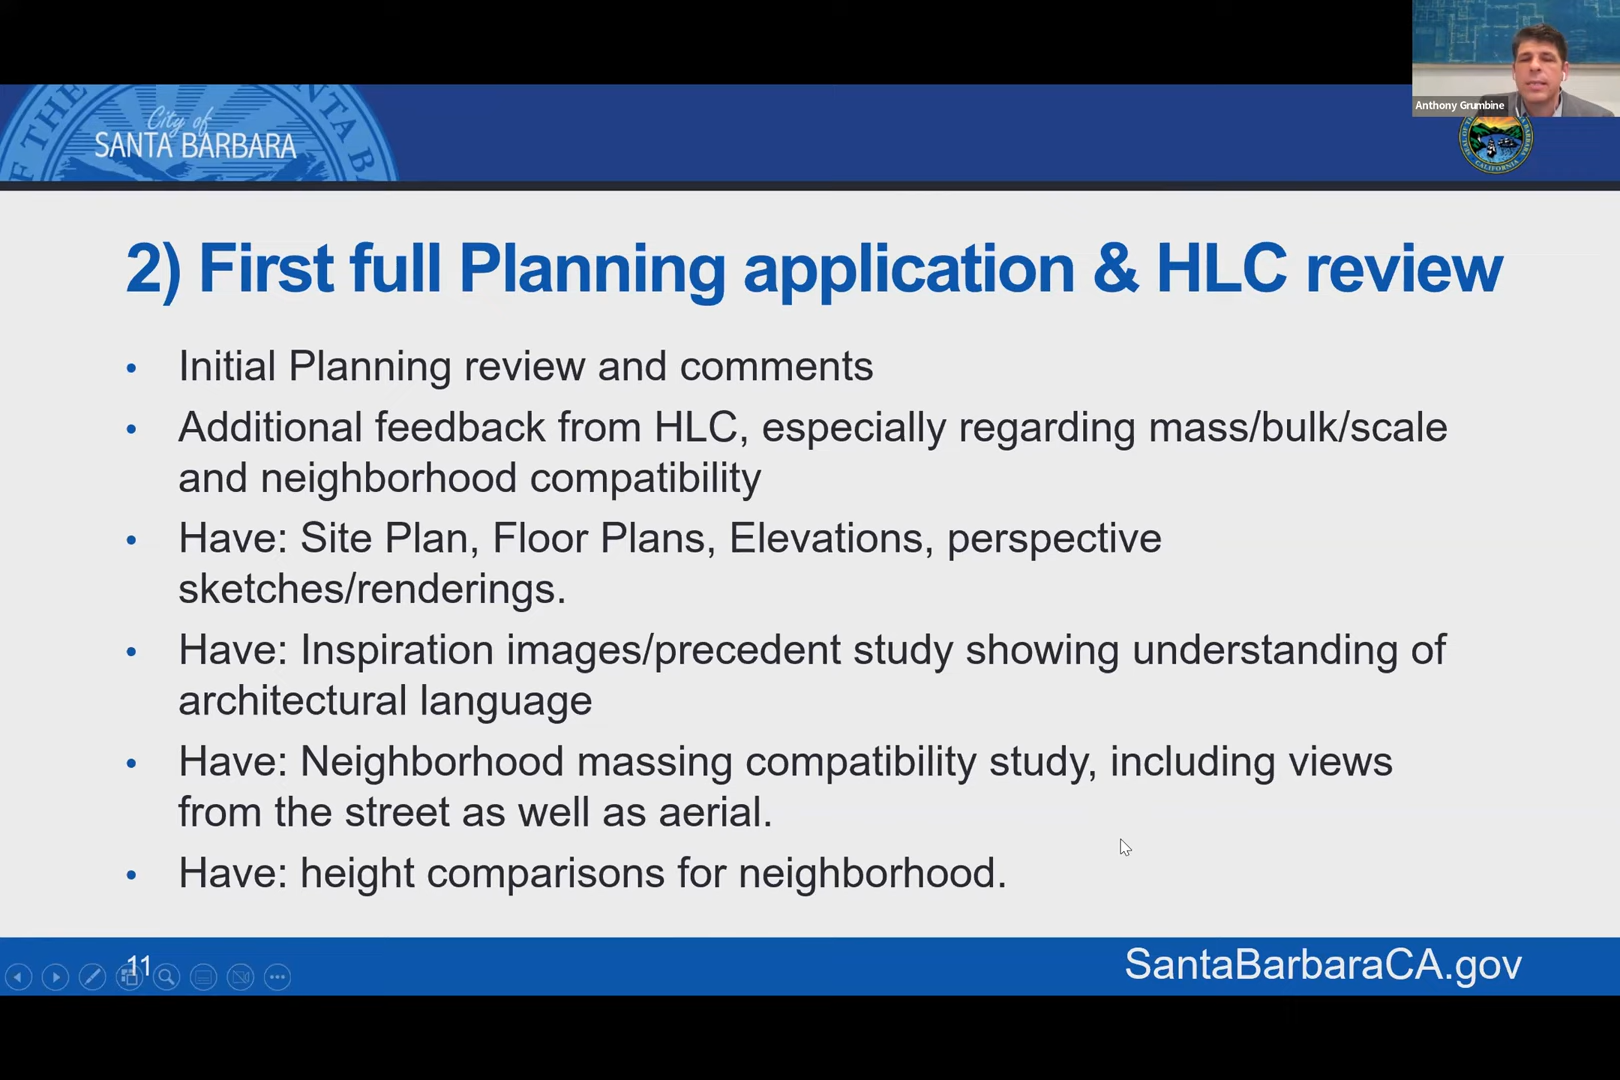 Anthony Grumbine
City of
SANTA BARBARA
2) First full Planning application & HLC review
• Initial Planning review and comments
• Additional feedback from HLC, especially regarding mass/bulk/scale
and neighborhood compatibility
• Have: Site Plan, Floor Plans, Elevations, perspective
sketches/renderings.
• Have: Inspiration images/precedent study showing understanding of
architectural language
• Have: Neighborhood massing compatibility study, including views
from the street as well as aerial.
• Have: height comparisons for neighborhood.
11
SantaBarbaraCA.gov